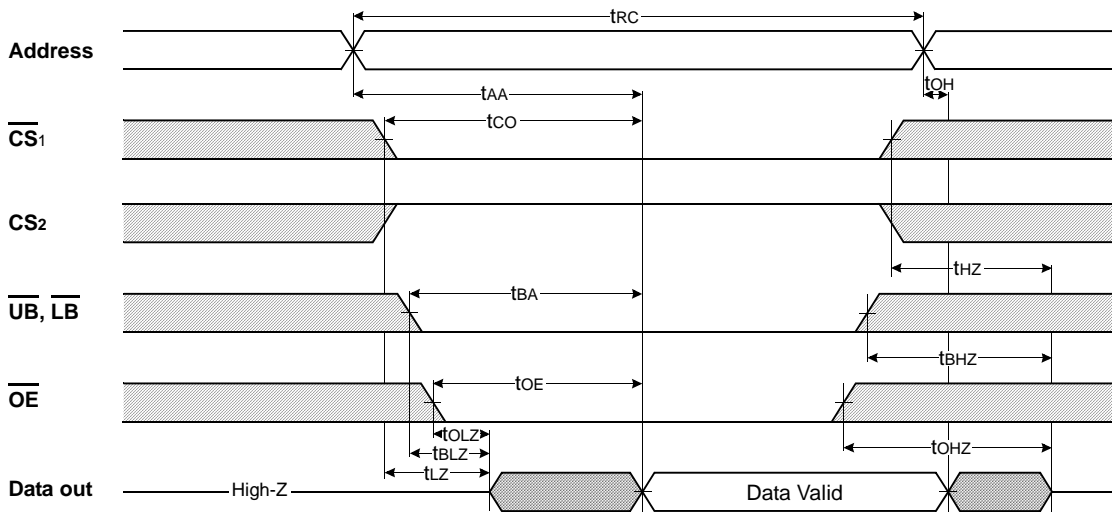 tRC
Address
tAA
tOH
tCO
CS1
CS2
tHZ
tBA
UB, LB
tBHZ
tOE
OE
tOLZ
tBLZ
tOHZ
tLZ
Data out
High-Z
Data Valid